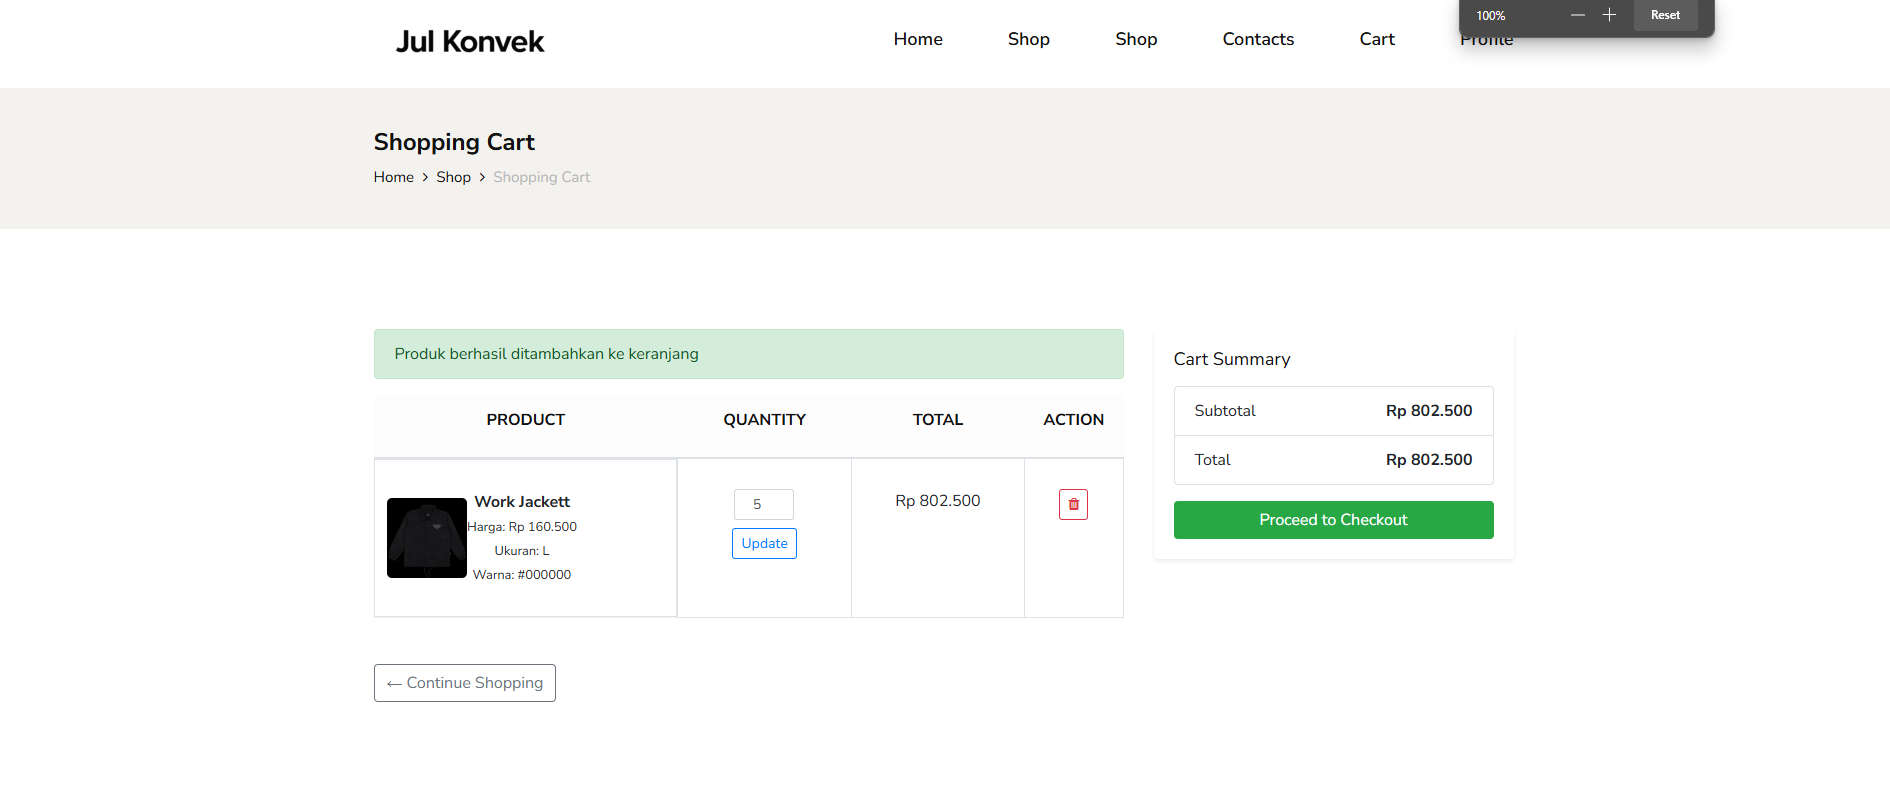 100%
Reset
Jul Konvek
Home Shop Shop Contacts Cart Profile
Shopping Cart
Home > Shop > Shopping Cart
Produk berhasil ditambahkan ke keranjang
PRODUCT QUANTITY TOTAL ACTION
Work Jackett
Harga: Rp 160.500
Ukuran: L
Warna: #000000
5
Update
Rp 802.500
Cart Summary
Subtotal Rp 802.500
Total Rp 802.500
Proceed to Checkout
← Continue Shopping